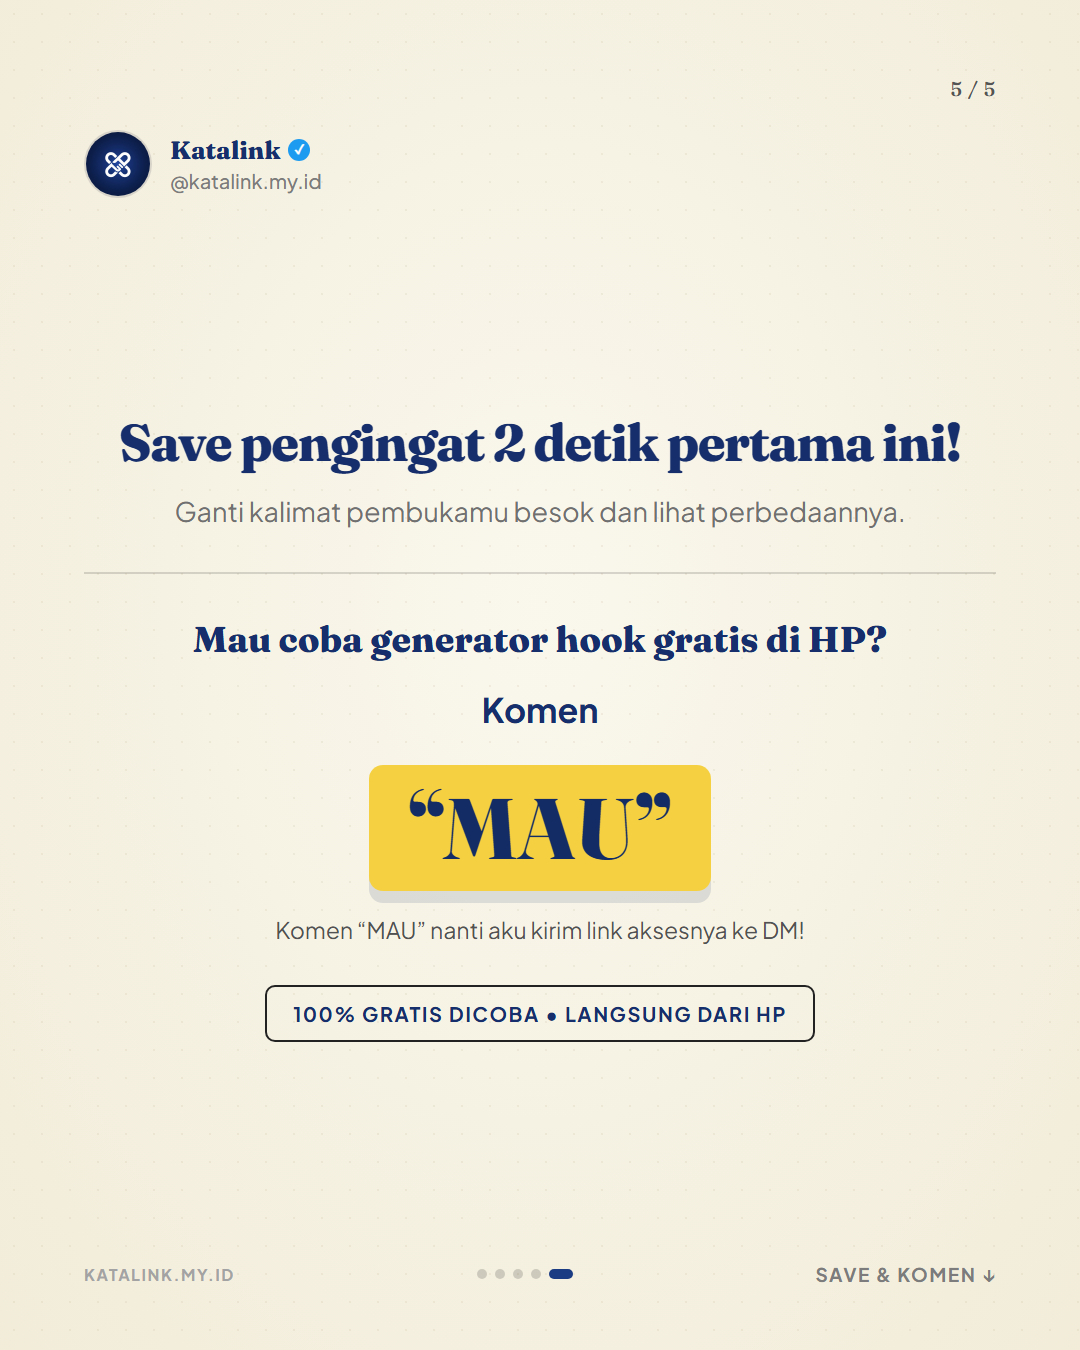 5 / 5
Katalink
@katalink.my.id
Save pengingat 2 detik pertama ini!
Ganti kalimat pembukamu besok dan lihat perbedaannya.
Mau coba generator hook gratis di HP?
Komen
“MAU”
Komen “MAU” nanti aku kirim link aksesnya ke DM!
100% GRATIS DICOBA • LANGSUNG DARI HP
KATALINK.MY.ID
SAVE & KOMEN ↓